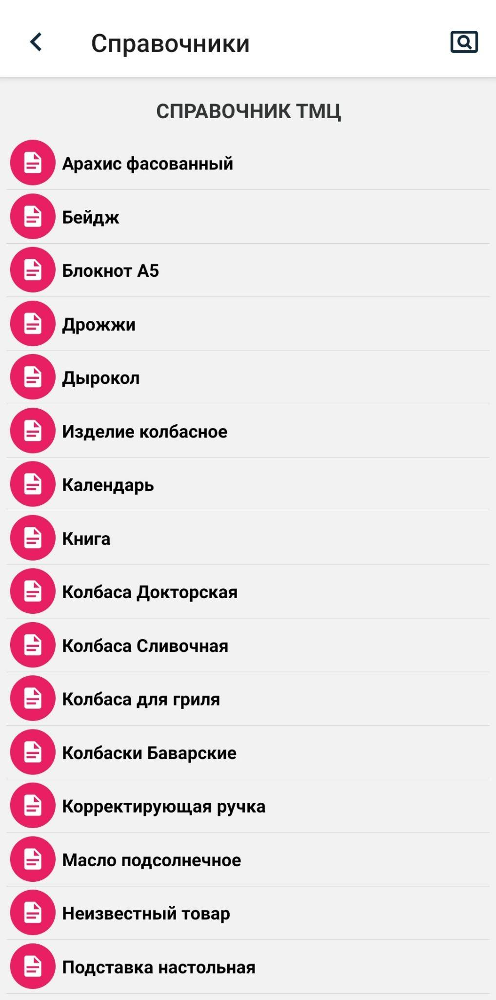 Справочники
СПРАВОЧНИК ТМЦ
Арахис фасованный
Бейдж
Блокнот А5
Дрожжи
Дырокол
Изделие колбасное
Календарь
Книга
Колбаса Докторская
Колбаса Сливочная
Колбаса для гриля
Колбаски Баварские
Корректирующая ручка
Масло подсолнечное
Неизвестный товар
Подставка настольная